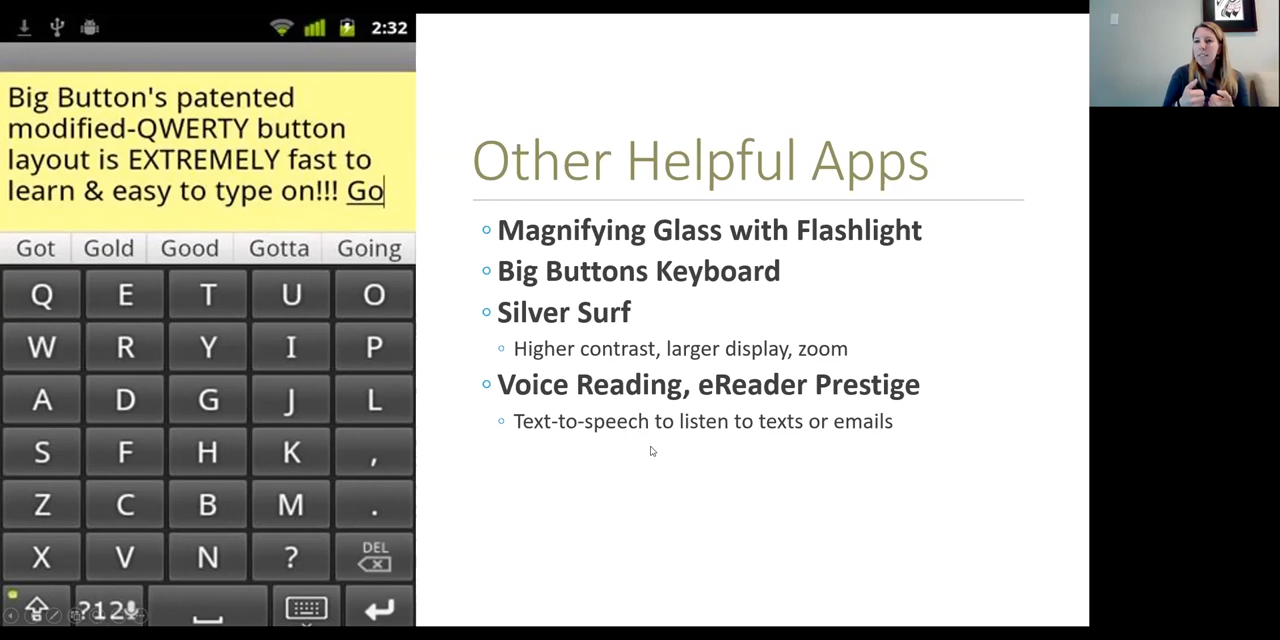 2:32
Big Button's patented
modified-QWERTY button
layout is EXTREMELY fast to
learn & easy to type on!!! Go
Got Gold Good Gotta Going
Q E T U O
W R Y I P
A D G J L
S F H K ,
Z C B M .
X V N ? DEL
?12
Other Helpful Apps
Magnifying Glass with Flashlight
Big Buttons Keyboard
Silver Surf
Higher contrast, larger display, zoom
Voice Reading, eReader Prestige
Text-to-speech to listen to texts or emails